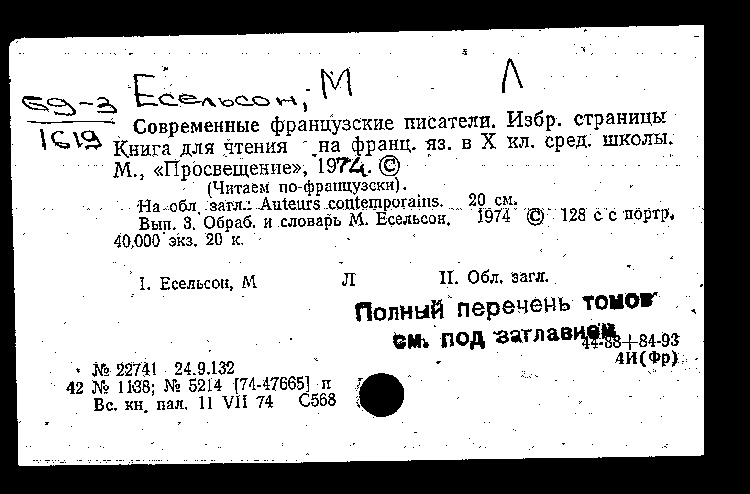 69-3
1619
Есельсон, М Л
Современные французские писатели. Избр. страницы
Книга для чтения на франц. яз. в X кл. сред. школы.
М., «Просвещение», 1974. ©
(Читаем по-французски).
На обл. загл.: Auteurs contemporains. 20 см.
Вып. 3. Обраб. и словарь М. Есельсон. 1974 © 128 с с портр.
40.000 экз. 20 к.
I. Есельсон, М Л II. Обл. загл.
Полный перечень томов
см. под заглавием
44-88+84-93
4И(Фр)
№ 22741 24.9.132
42 № 1138; № 5214 [74-47665] п
Вс. кн. пал. 11 VII 74 С568